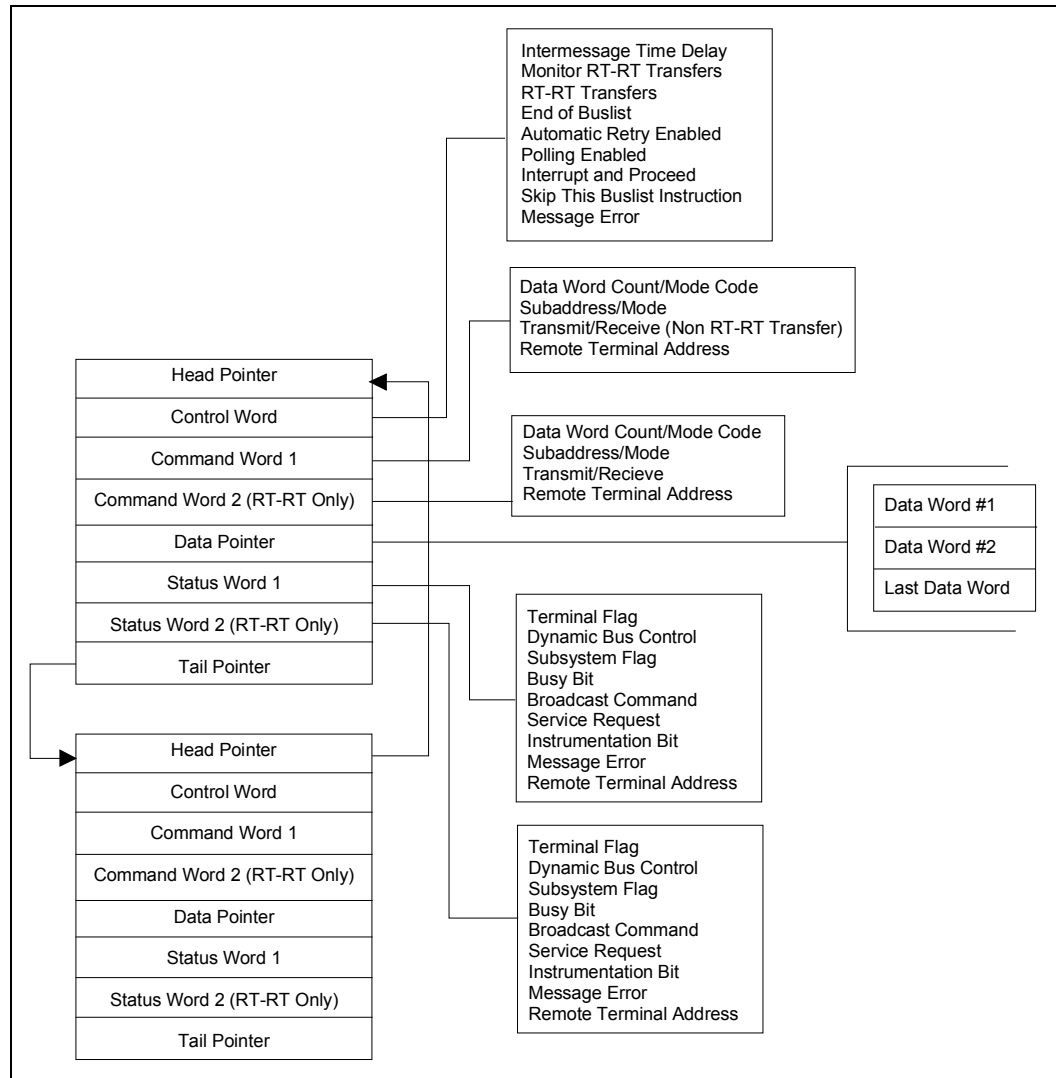 Intermessage Time Delay
Monitor RT-RT Transfers
RT-RT Transfers
End of Buslist
Automatic Retry Enabled
Polling Enabled
Interrupt and Proceed
Skip This Buslist Instruction
Message Error
Data Word Count/Mode Code
Subaddress/Mode
Transmit/Receive (Non RT-RT Transfer)
Remote Terminal Address
Head Pointer
Control Word
Command Word 1
Command Word 2 (RT-RT Only)
Data Pointer
Status Word 1
Status Word 2 (RT-RT Only)
Tail Pointer
Data Word Count/Mode Code
Subaddress/Mode
Transmit/Recieve
Remote Terminal Address
Data Word #1
Data Word #2
Last Data Word
Terminal Flag
Dynamic Bus Control
Subsystem Flag
Busy Bit
Broadcast Command
Service Request
Instrumentation Bit
Message Error
Remote Terminal Address
Head Pointer
Control Word
Command Word 1
Command Word 2 (RT-RT Only)
Data Pointer
Status Word 1
Status Word 2 (RT-RT Only)
Tail Pointer
Terminal Flag
Dynamic Bus Control
Subsystem Flag
Busy Bit
Broadcast Command
Service Request
Instrumentation Bit
Message Error
Remote Terminal Address